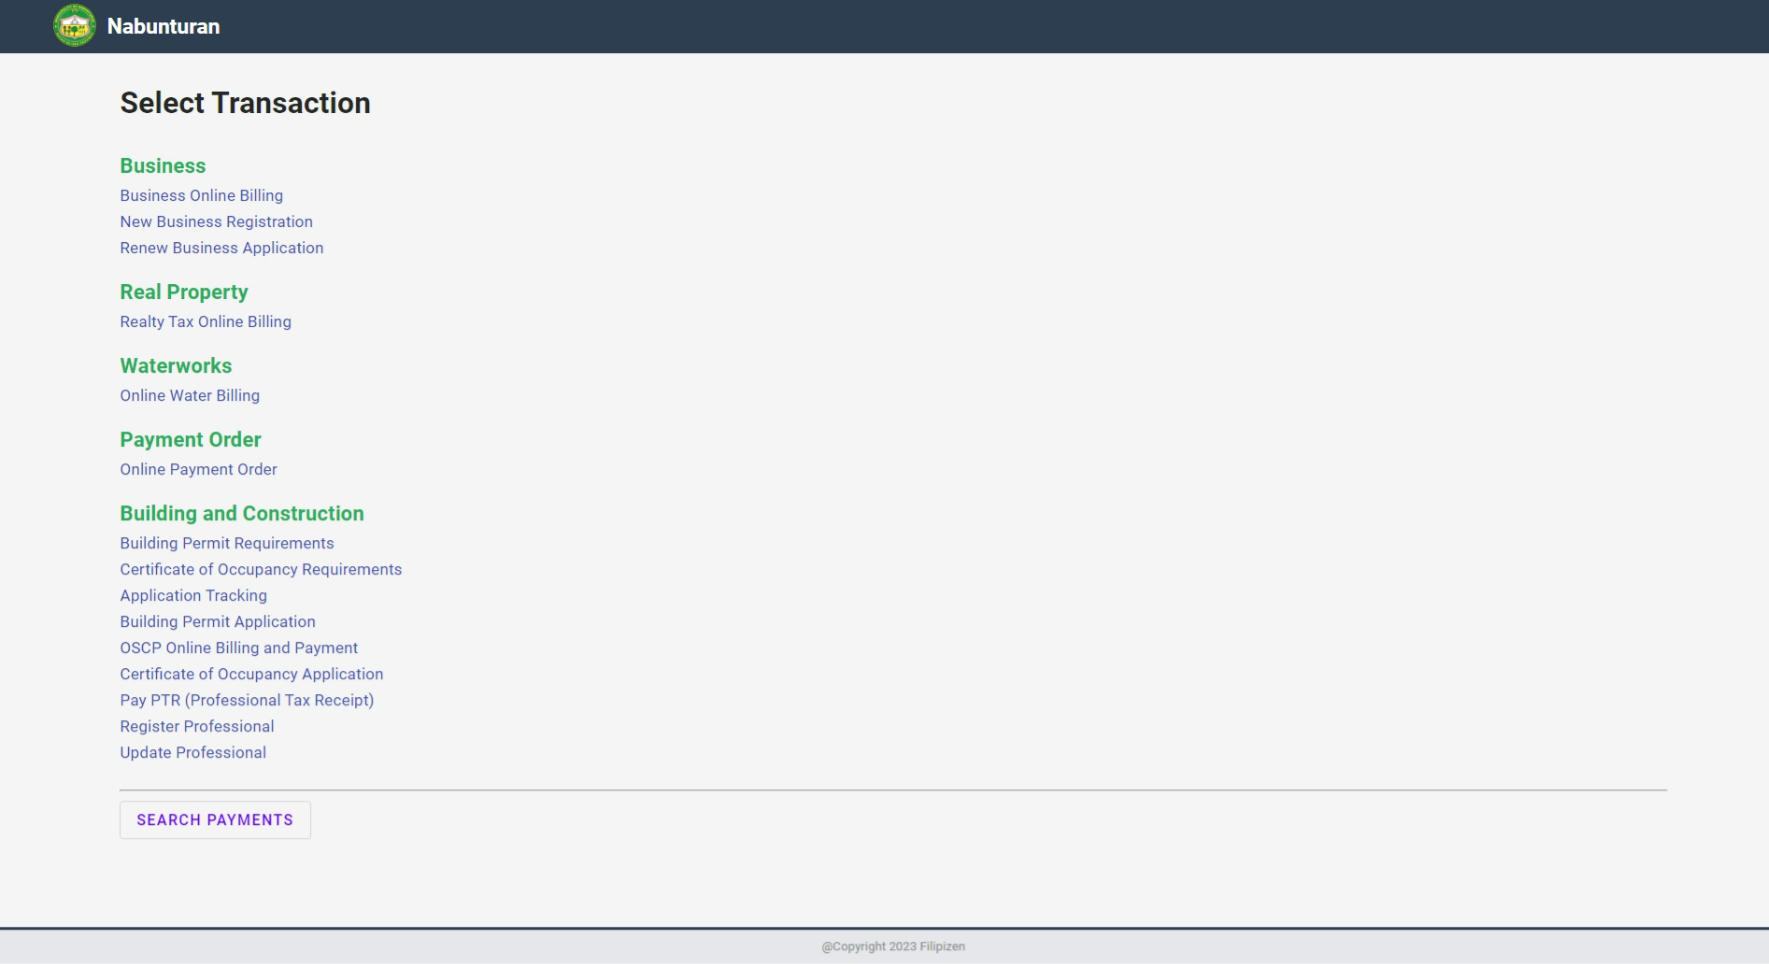 Nabunturan
Select Transaction
Business
Business Online Billing
New Business Registration
Renew Business Application
Real Property
Realty Tax Online Billing
Waterworks
Online Water Billing
Payment Order
Online Payment Order
Building and Construction
Building Permit Requirements
Certificate of Occupancy Requirements
Application Tracking
Building Permit Application
OSCP Online Billing and Payment
Certificate of Occupancy Application
Pay PTR (Professional Tax Receipt)
Register Professional
Update Professional
SEARCH PAYMENTS
@Copyright 2023 Filipizen